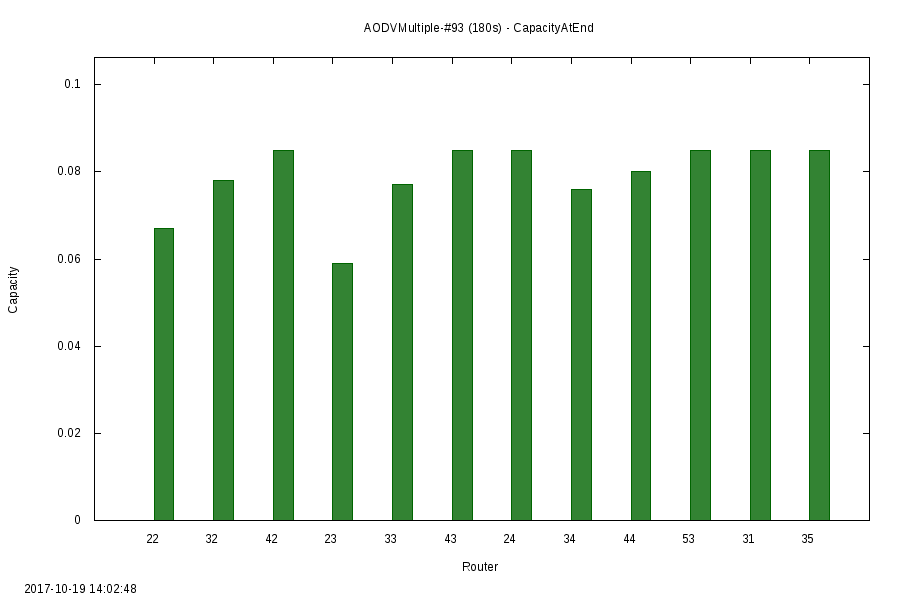 AODVMultiple-#93 (180s) - CapacityAtEnd
0.1
0.08
0.06
0.04
0.02
0
Capacity
22 32 42 23 33 43 24 34 44 53 31 35
Router
2017-10-19 14:02:48